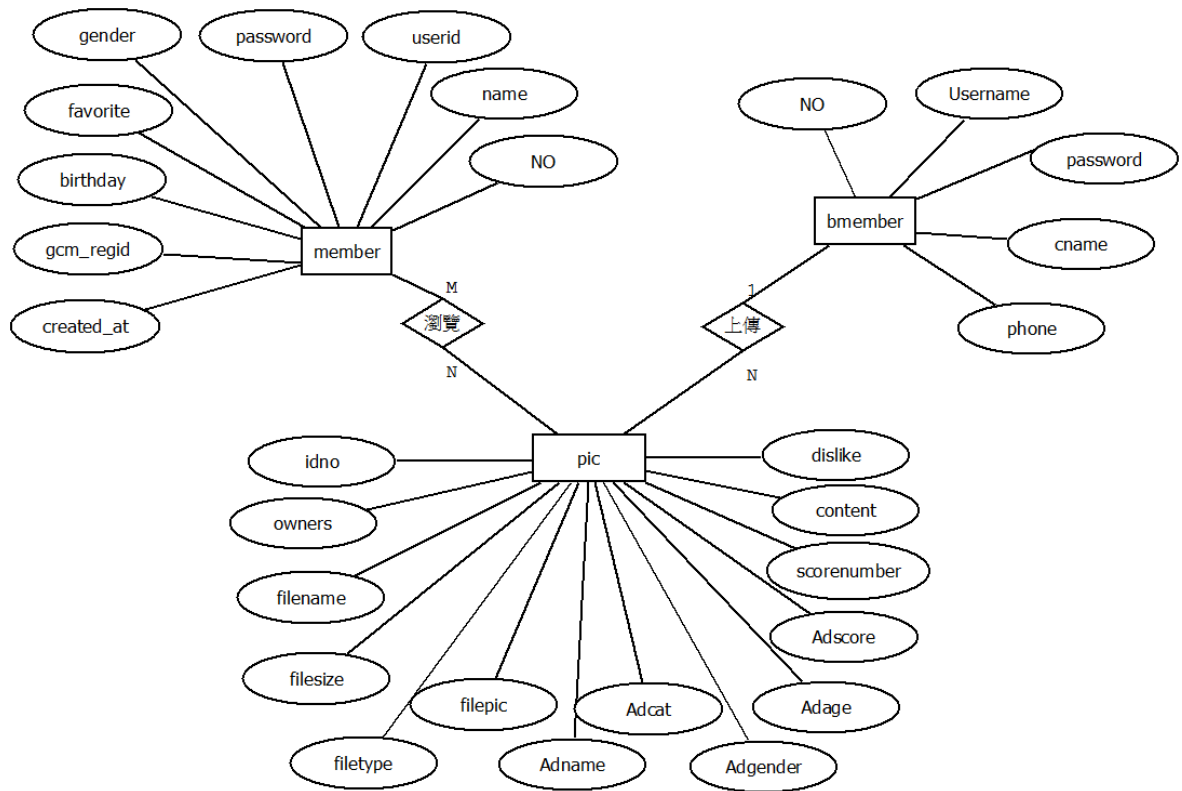 gender
password
userid
name
NO
favorite
birthday
gcm_regid
created_at
member
NO
Username
password
cname
phone
bmember
M
瀏覽
N
1
上傳
N
pic
idno
owners
filename
filesize
filetype
filepic
Adname
Adcat
Adgender
Adage
Adscore
scorenumber
content
dislike